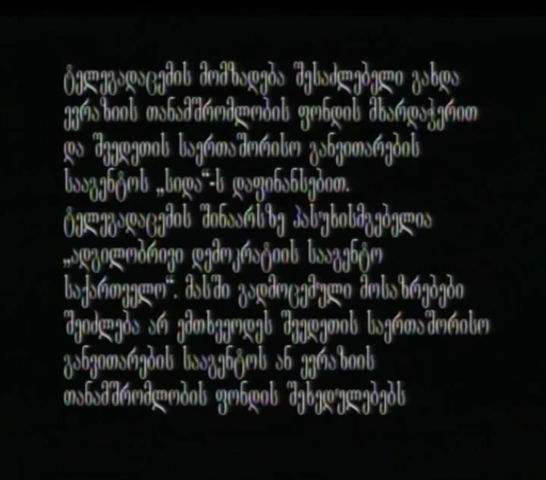 ტელეგადაცემის მომზადება შესაძლებელი გახდა
ევრაზიის თანამშრომლობის ფონდის მხარდაჭერით
და შვედეთის საერთაშორისო განვითარების
სააგენტოს „სიდა“-ს დაფინანსებით.
ტელეგადაცემის შინაარსზე პასუხისმგებელია
„ადგილობრივი დემოკრატიის სააგენტო
საქართველო“. მასში გადმოცემული მოსაზრებები
შეიძლება არ ემთხვეოდეს შვედეთის საერთაშორისო
განვითარების სააგენტოს ან ევრაზიის
თანამშრომლობის ფონდის შეხედულებებს